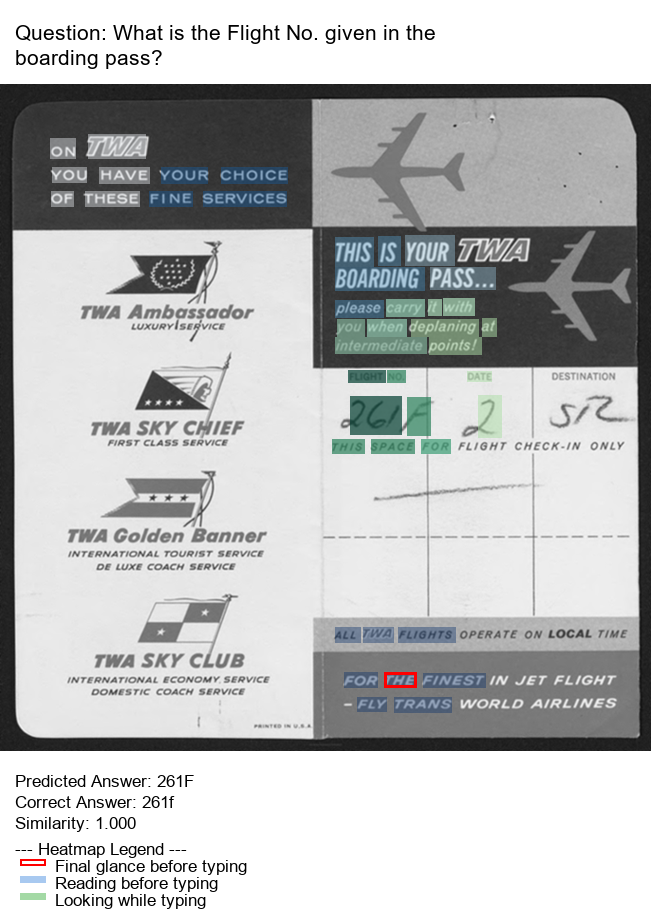 Question: What is the Flight No. given in the
boarding pass?
ON TWA
YOU HAVE YOUR CHOICE
OF THESE FINE SERVICES
TWA Ambassador
LUXURY SERVICE
TWA SKY CHIEF
FIRST CLASS SERVICE
TWA Golden Banner
INTERNATIONAL TOURIST SERVICE
DE LUXE COACH SERVICE
TWA SKY CLUB
INTERNATIONAL ECONOMY SERVICE
DOMESTIC COACH SERVICE
PRINTED IN U.S.A.
THIS IS YOUR TWA
BOARDING PASS...
please carry it with
you when deplaning at
intermediate points!
FLIGHT NO. DATE DESTINATION
261F 2
THIS SPACE FOR FLIGHT CHECK-IN ONLY
ALL TWA FLIGHTS OPERATE ON LOCAL TIME
FOR THE FINEST IN JET FLIGHT
– FLY TRANS WORLD AIRLINES
Predicted Answer: 261F
Correct Answer: 261f
Similarity: 1.000
--- Heatmap Legend ---
Final glance before typing
Reading before typing
Looking while typing